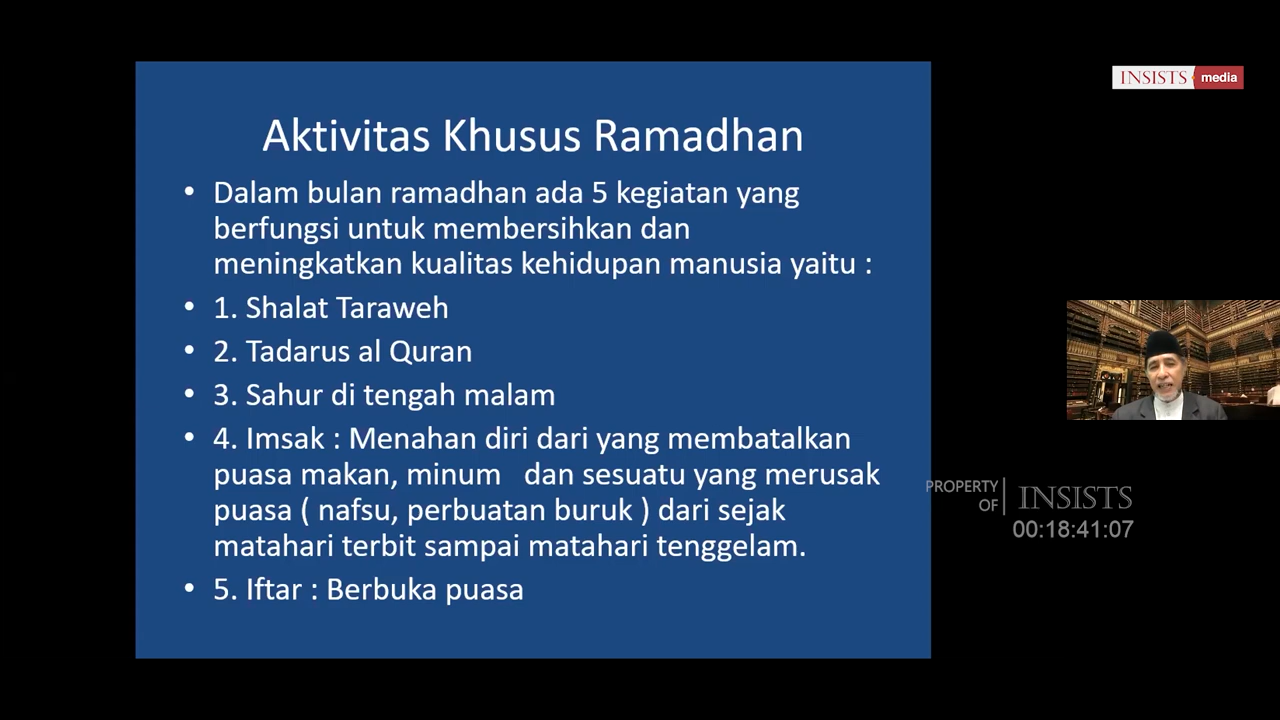 INSISTS media
Aktivitas Khusus Ramadhan
• Dalam bulan ramadhan ada 5 kegiatan yang
berfungsi untuk membersihkan dan
meningkatkan kualitas kehidupan manusia yaitu :
• 1. Shalat Taraweh
• 2. Tadarus al Quran
• 3. Sahur di tengah malam
• 4. Imsak : Menahan diri dari yang membatalkan
puasa makan, minum dan sesuatu yang merusak
puasa ( nafsu, perbuatan buruk ) dari sejak
matahari terbit sampai matahari tenggelam.
• 5. Iftar : Berbuka puasa
PROPERTY
OF
INSISTS
00:18:41:07